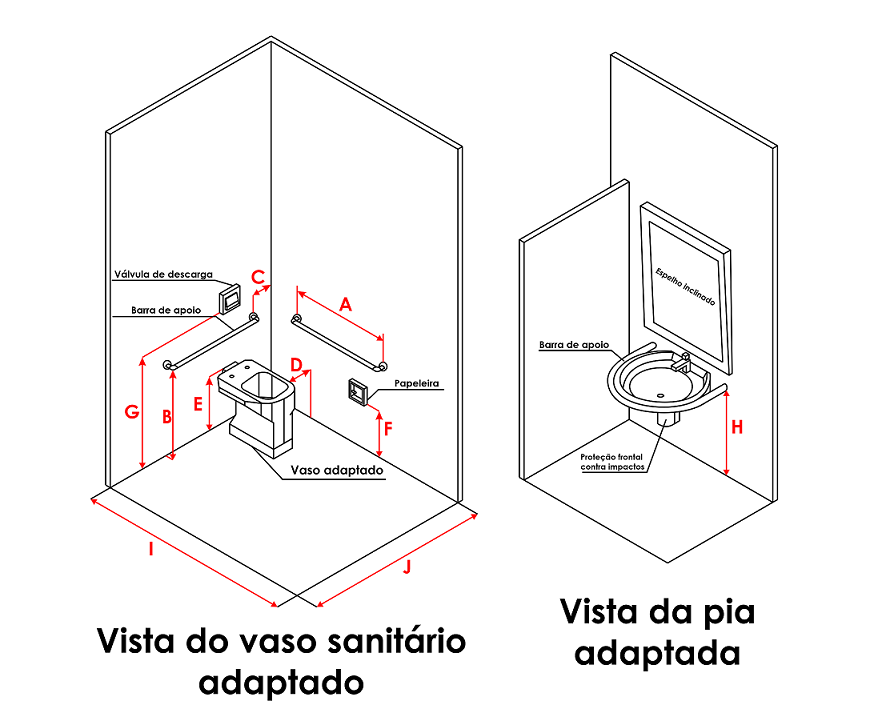 Válvula de descarga
Barra de apoio
C
A
D
Papeleira
G
B
E
F
Vaso adaptado
I
J
Vista do vaso sanitário
adaptado
Espelho inclinado
Barra de apoio
H
Proteção frontal
contra impactos
Vista da pia
adaptada